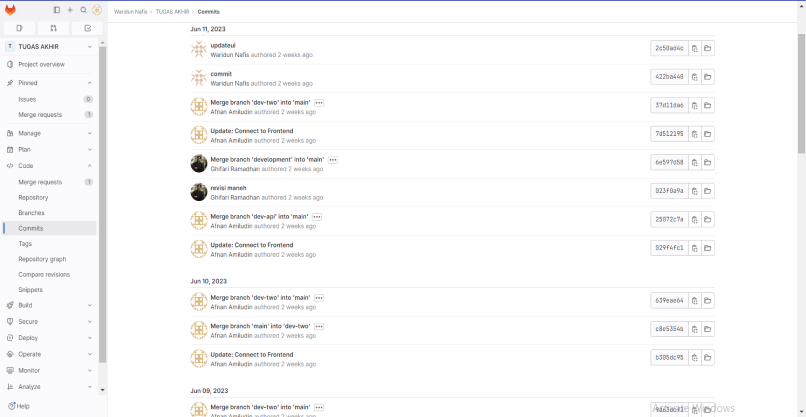 Waridun Nafis > TUGAS AKHIR > Commits
T TUGAS AKHIR
Project overview
Pinned
Issues 0
Merge requests 1
Manage
Plan
Code
Merge requests 1
Repository
Branches
Commits
Tags
Repository graph
Compare revisions
Snippets
Build
Secure
Deploy
Operate
Monitor
Analyze
Help
Jun 11, 2023
updateui
Waridun Nafis authored 2 weeks ago
2c50ad4c
commit
Waridun Nafis authored 2 weeks ago
422ba448
Merge branch 'dev-two' into 'main'
Afnan Amiludin authored 2 weeks ago
37d11da6
Update: Connect to Frontend
Afnan Amiludin authored 2 weeks ago
7d512195
Merge branch 'development' into 'main'
Ghifari Ramadhan authored 2 weeks ago
6e597d58
revisi maneh
Ghifari Ramadhan authored 2 weeks ago
023f0a9a
Merge branch 'dev-api' into 'main'
Afnan Amiludin authored 2 weeks ago
25072c7a
Update: Connect to Frontend
Afnan Amiludin authored 2 weeks ago
029f4fc1
Jun 10, 2023
Merge branch 'dev-two' into 'main'
Afnan Amiludin authored 2 weeks ago
639eae64
Merge branch 'main' into 'dev-two'
Afnan Amiludin authored 2 weeks ago
c8e5354b
Update: Connect to Frontend
Afnan Amiludin authored 2 weeks ago
b305dc95
Jun 09, 2023
Merge branch 'dev-two' into 'main'
Afnan Amiludin authored 2 weeks ago
Activate Windows